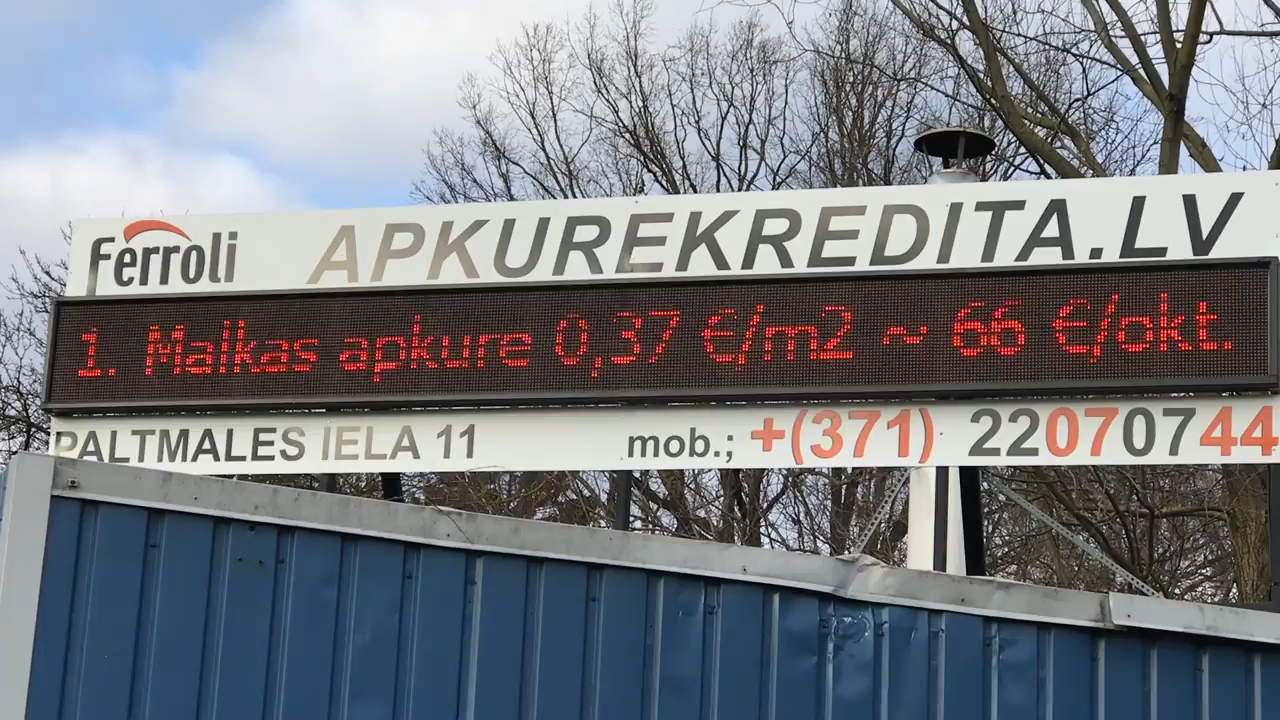 Ferroli APKUREKREDITA.LV
1. Malkas apkure 0,37 €/m2 ~ 66 €/okt.
PALTMALES IELA 11 mob.; +(371) 22070744